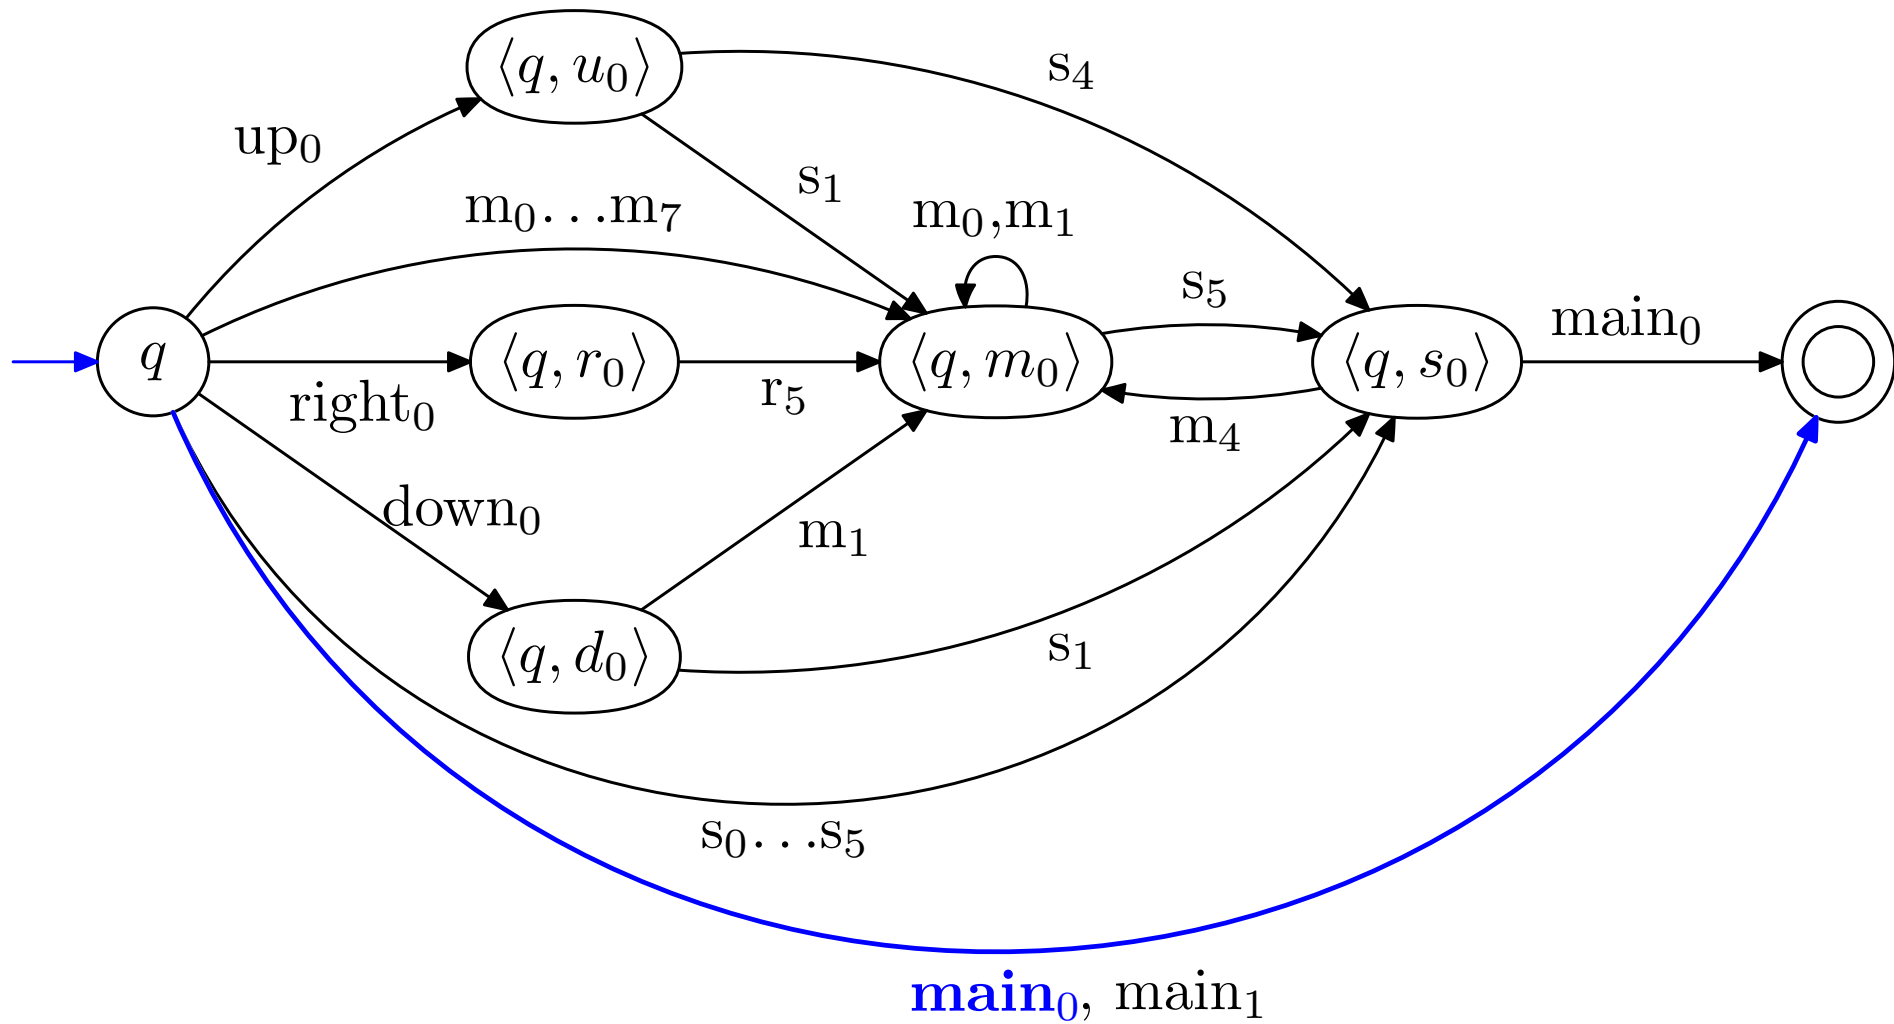 ⟨q, u₀⟩
s₄
up₀
s₁
m₀…m₇
m₀,m₁
s₅
main₀
q
⟨q, r₀⟩
⟨q, m₀⟩
⟨q, s₀⟩
right₀
r₅
m₄
down₀
m₁
⟨q, d₀⟩
s₁
s₀…s₅
main₀, main₁